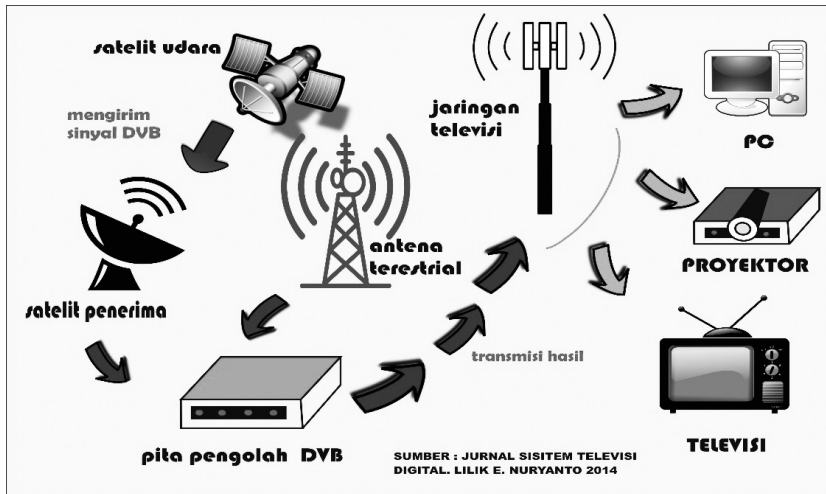 satelit udara
mengirim
sinyal DVB
satelit penerima
antena
terestrial
pita pengolah DVB
transmisi hasil
jaringan
televisi
PC
PROYEKTOR
TELEVISI
SUMBER : JURNAL SISITEM TELEVISI
DIGITAL. LILIK E. NURYANTO 2014